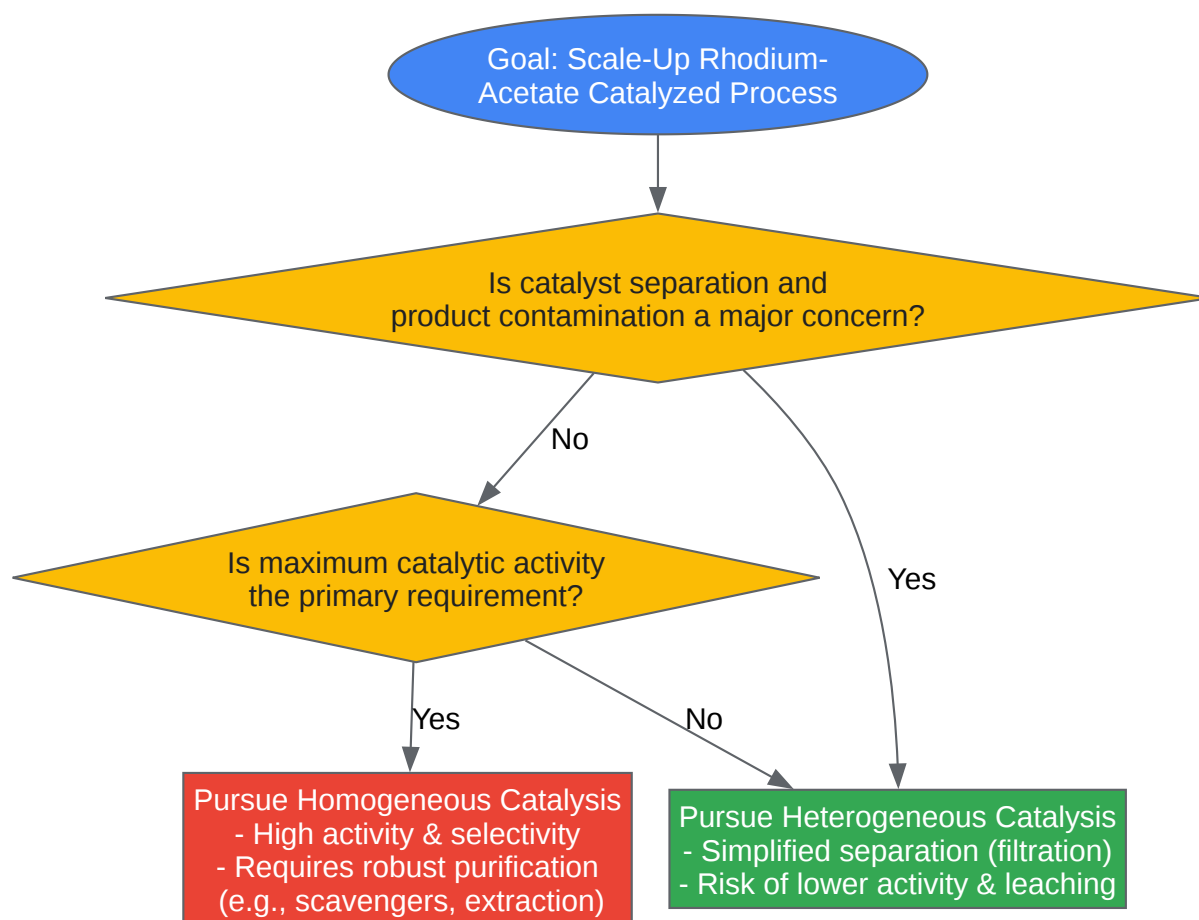 Goal: Scale-Up Rhodium-
Acetate Catalyzed Process
Is catalyst separation and
product contamination a major concern?
No
Yes
Is maximum catalytic activity
the primary requirement?
Yes
No
Pursue Homogeneous Catalysis
- High activity & selectivity
- Requires robust purification
(e.g., scavengers, extraction)
Pursue Heterogeneous Catalysis
- Simplified separation (filtration)
- Risk of lower activity & leaching